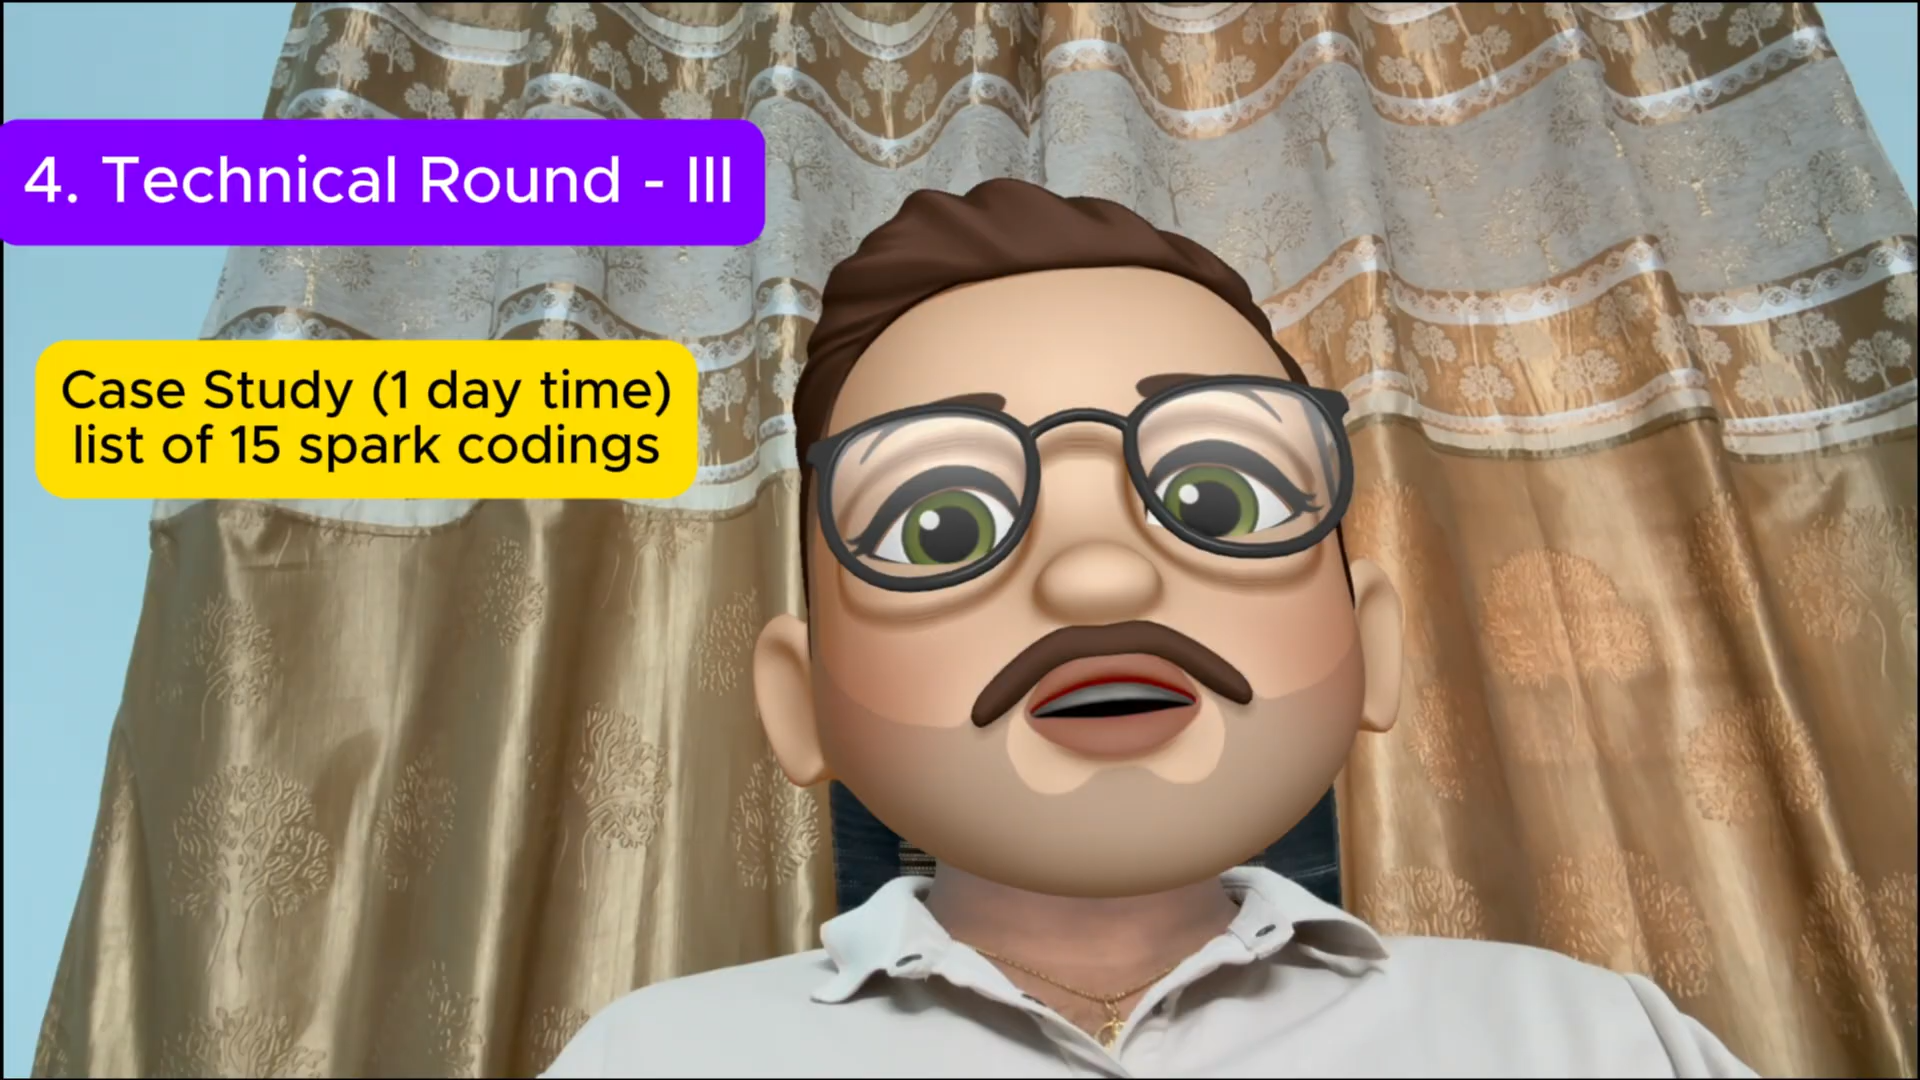 4. Technical Round - III
Case Study (1 day time)
list of 15 spark codings